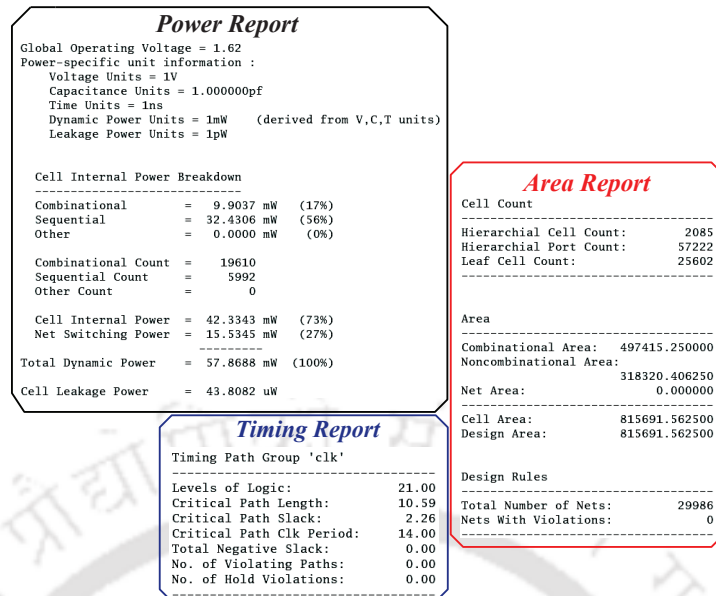 Power Report
Global Operating Voltage = 1.62
Power-specific unit information :
Voltage Units = 1V
Capacitance Units = 1.000000pf
Time Units = 1ns
Dynamic Power Units = 1mW (derived from V,C,T units)
Leakage Power Units = 1pW
Cell Internal Power Breakdown
-----------------------------
Combinational = 9.9037 mW (17%)
Sequential = 32.4306 mW (56%)
Other = 0.0000 mW (0%)
Combinational Count = 19610
Sequential Count = 5992
Other Count = 0
Cell Internal Power = 42.3343 mW (73%)
Net Switching Power = 15.5345 mW (27%)
---------
Total Dynamic Power = 57.8688 mW (100%)
Cell Leakage Power = 43.8082 uW
Area Report
Cell Count
-----------------------------------
Hierarchial Cell Count: 2085
Hierarchial Port Count: 57222
Leaf Cell Count: 25602
-----------------------------------
Area
-----------------------------------
Combinational Area: 497415.250000
Noncombinational Area:
318320.406250
Net Area: 0.000000
-----------------------------------
Cell Area: 815691.562500
Design Area: 815691.562500
Design Rules
-----------------------------------
Total Number of Nets: 29986
Nets With Violations: 0
-----------------------------------
Timing Report
Timing Path Group 'clk'
-----------------------------------
Levels of Logic: 21.00
Critical Path Length: 10.59
Critical Path Slack: 2.26
Critical Path Clk Period: 14.00
Total Negative Slack: 0.00
No. of Violating Paths: 0.00
No. of Hold Violations: 0.00
-----------------------------------